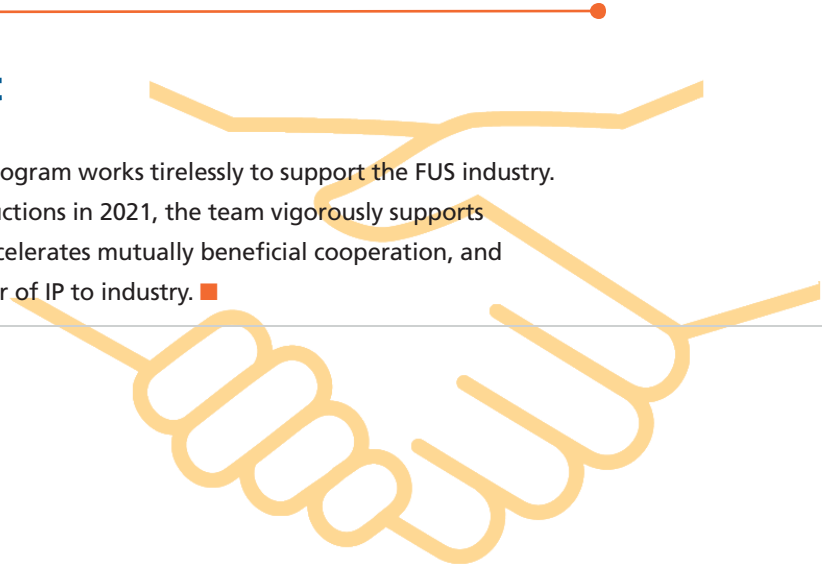 ogram works tirelessly to support the FUS industry.
ctions in 2021, the team vigorously supports
celerates mutually beneficial cooperation, and
r of IP to industry.